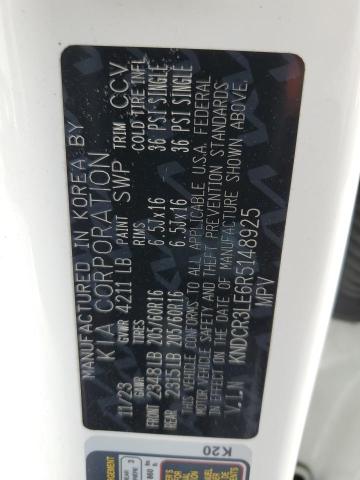 MANUFACTURED IN KOREA BY
KIA CORPORATION
11/23 GVWR 4211 LB PAINT SWP TRIM CCV
GAWR TIRES RIMS COLD TIRE INFL
FRONT 2348 LB 205/60R16 6.5JX16 36 PSI-SINGLE
REAR 2355 LB 205/60R16 6.5JX16 36 PSI SINGLE
THIS VEHICLE CONFORMS TO ALL APPLICABLE U.S.A. FEDERAL
MOTOR VEHICLE SAFETY AND THEFT PREVENTION STANDARDS
IN EFFECT ON THE DATE OF MANUFACTURE SHOWN ABOVE.
V.I.N KNDCR3LE6R5148925
MPV
K20